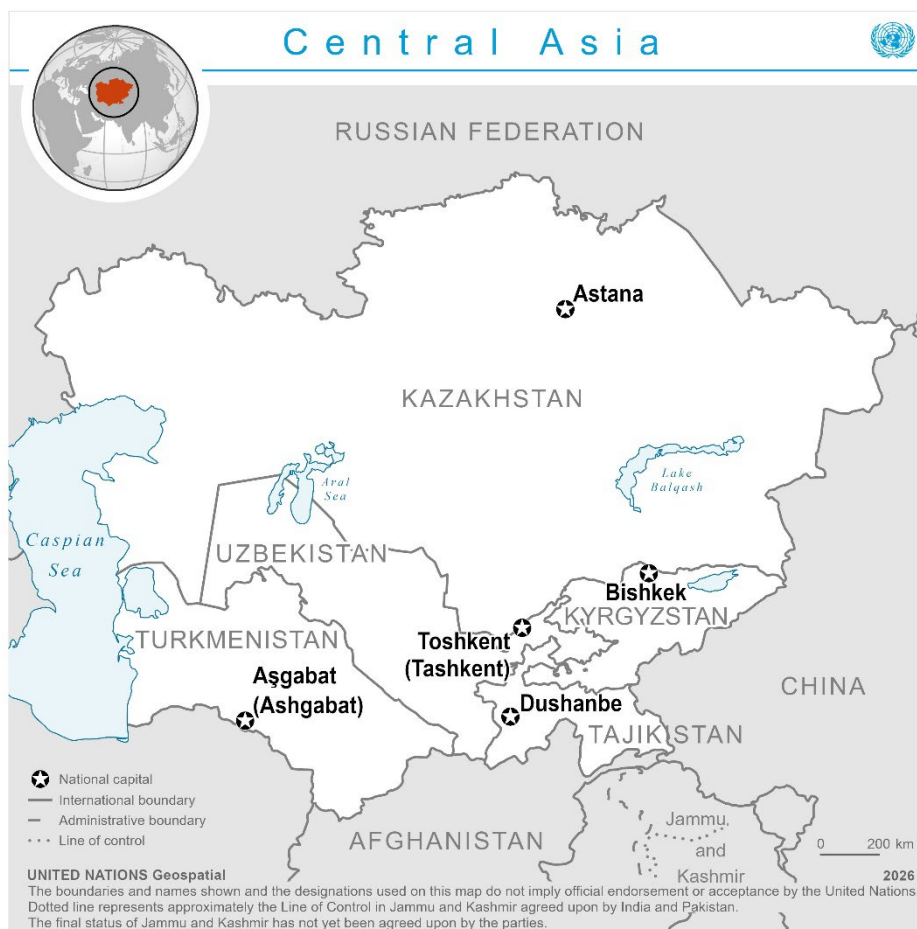 Central Asia
RUSSIAN FEDERATION
Astana
KAZAKHSTAN
Aral
Sea
Lake
Balqash
Caspian
Sea
UZBEKISTAN
Bishkek
KYRGYZSTAN
TURKMENISTAN
Toshkent
(Tashkent)
Aşgabat
(Ashgabat)
CHINA
Dushanbe
TAJIKISTAN
National capital
International boundary
Administrative boundary
Line of control
AFGHANISTAN
Jammu
and
Kashmir
0 200 km
UNITED NATIONS Geospatial
2026
The boundaries and names shown and the designations used on this map do not imply official endorsement or acceptance by the United Nations
Dotted line represents approximately the Line of Control in Jammu and Kashmir agreed upon by India and Pakistan.
The final status of Jammu and Kashmir has not yet been agreed upon by the parties.